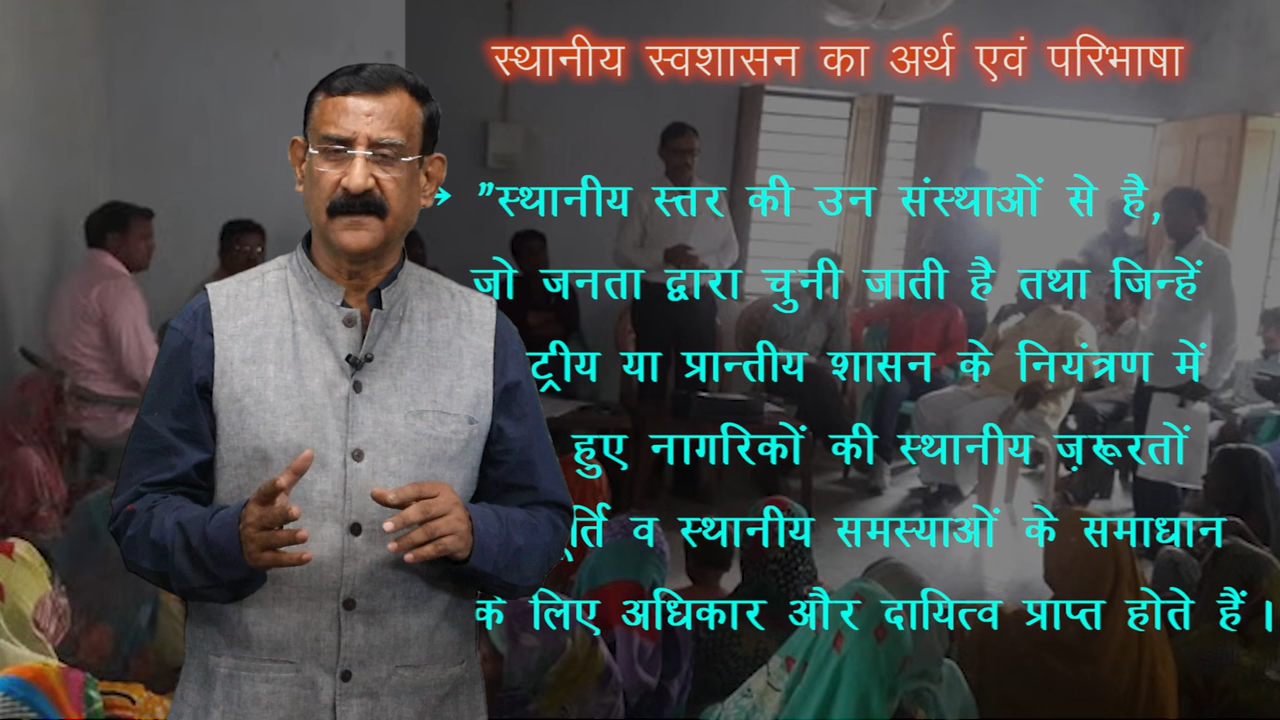 स्थानीय स्वशासन का अर्थ एवं परिभाषा
→ "स्थानीय स्तर की उन संस्थाओं से है,
जो जनता द्वारा चुनी जाती है तथा जिन्हें
या प्रान्तीय शासन के नियंत्रण में
हुए नागरिकों की स्थानीय ज़रूरतों
व स्थानीय समस्याओं के समाधान
के लिए अधिकार और दायित्व प्राप्त होते हैं ।